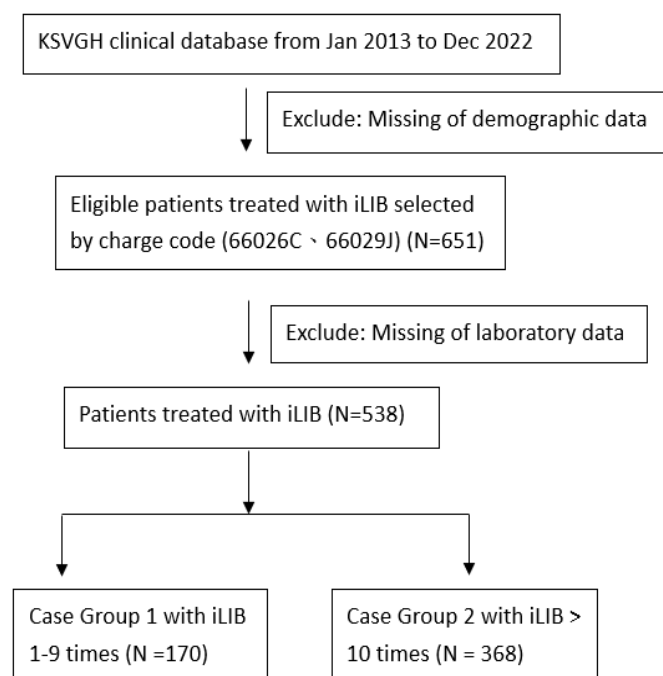 KSVGH clinical database from Jan 2013 to Dec 2022
Exclude: Missing of demographic data
Eligible patients treated with iLIB selected
by charge code (66026C、66029J) (N=651)
Exclude: Missing of laboratory data
Patients treated with iLIB (N=538)
Case Group 1 with iLIB
1-9 times (N =170)
Case Group 2 with iLIB >
10 times (N = 368)